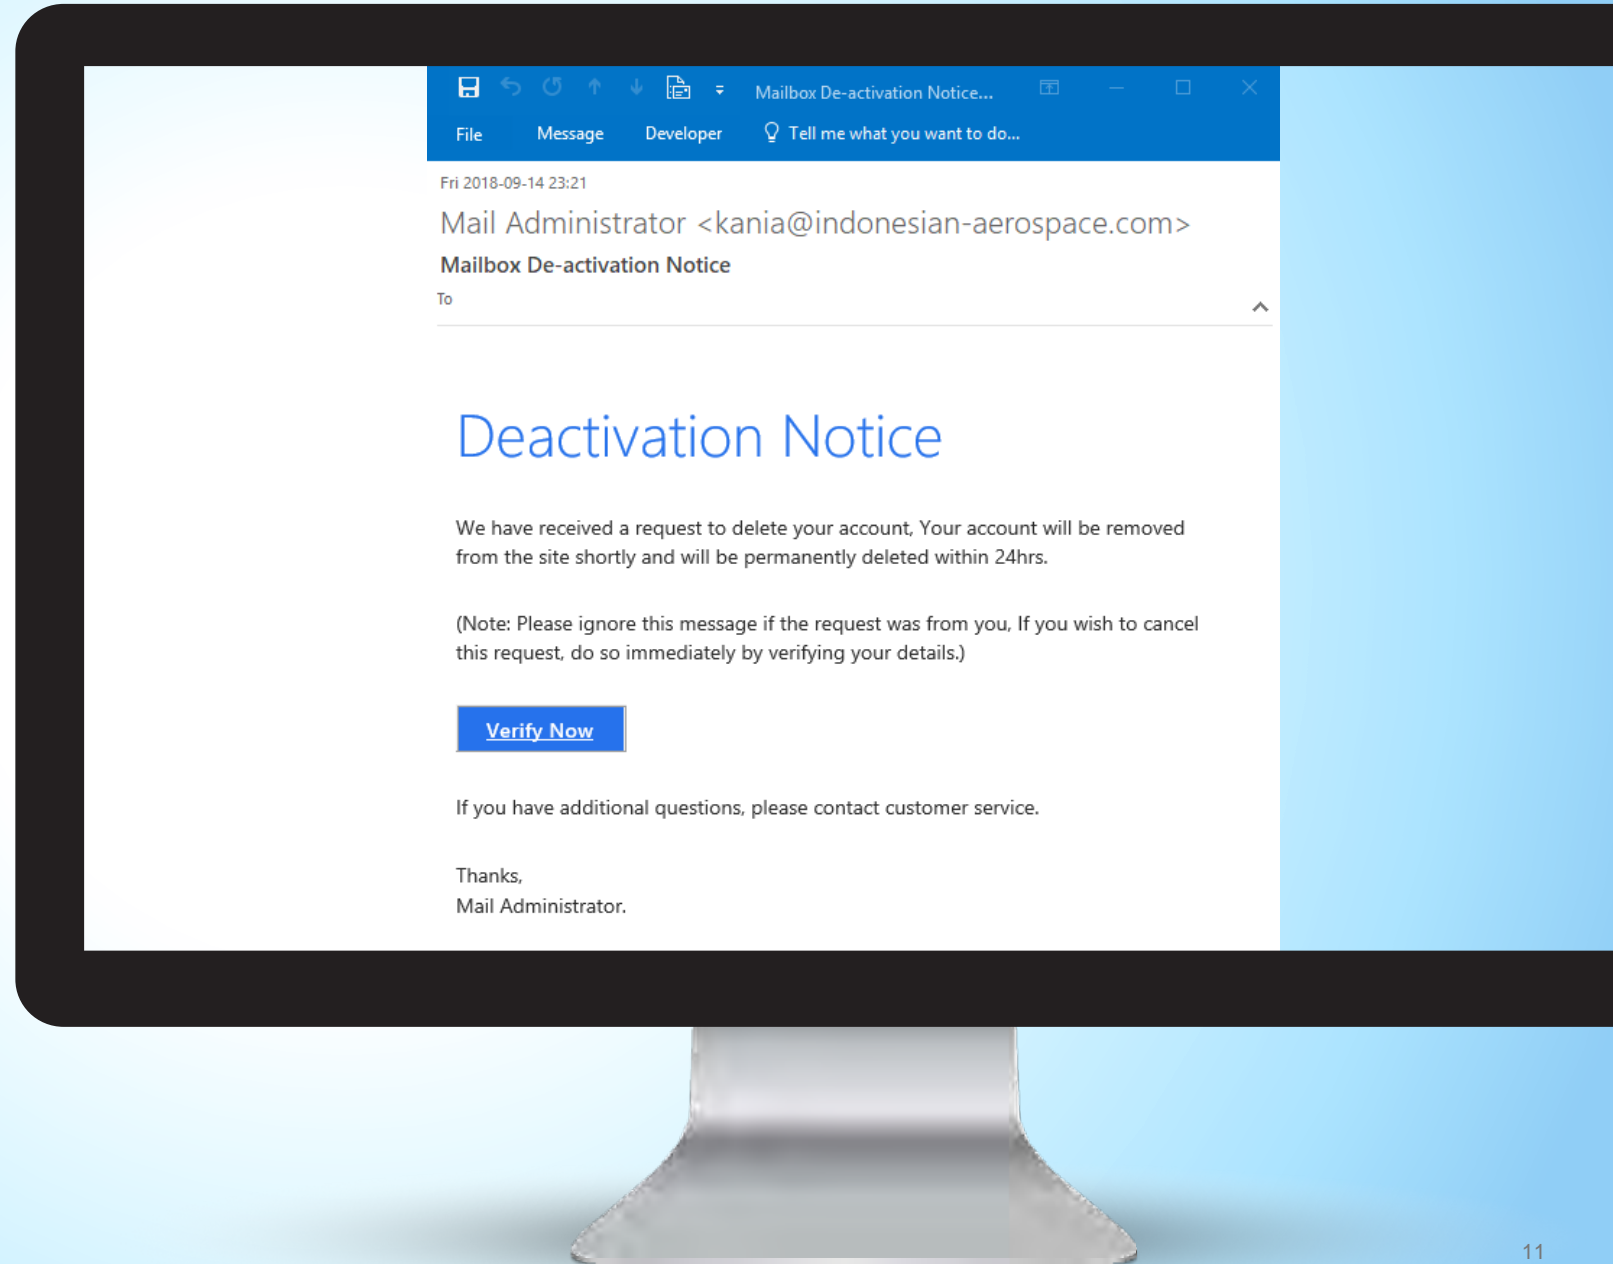 Mailbox De-activation Notice...
File Message Developer Tell me what you want to do...
Fri 2018-09-14 23:21
Mail Administrator <kania@indonesian-aerospace.com>
Mailbox De-activation Notice
To
Deactivation Notice
We have received a request to delete your account, Your account will be removed
from the site shortly and will be permanently deleted within 24hrs.
(Note: Please ignore this message if the request was from you, If you wish to cancel
this request, do so immediately by verifying your details.)
Verify Now
If you have additional questions, please contact customer service.
Thanks,
Mail Administrator.
11